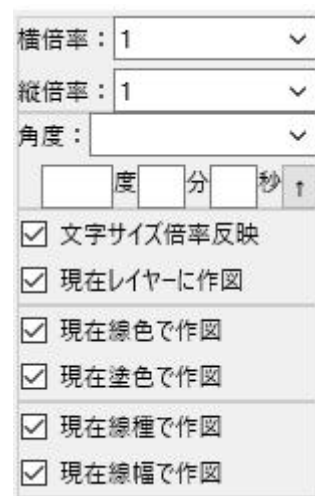 横倍率：1
縦倍率：1
角度：
度 分 秒 ↑
文字サイズ倍率反映
現在レイヤーに作図
現在線色で作図
現在塗色で作図
現在線種で作図
現在線幅で作図